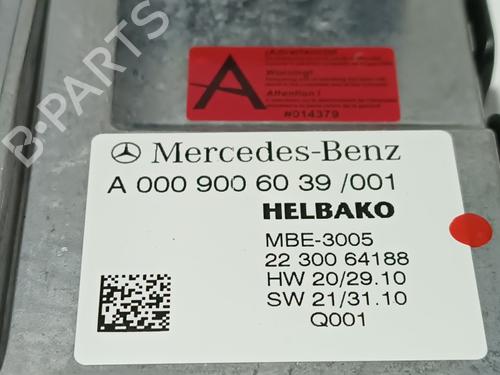 ¡Advertencia!
Warning!
Attention !
A
#014379
B-PARTS
Mercedes-Benz
A 000 900 60 39 /001
HELBAKO
MBE-3005
22 300 64188
HW 20/29.10
SW 21/31.10
Q001